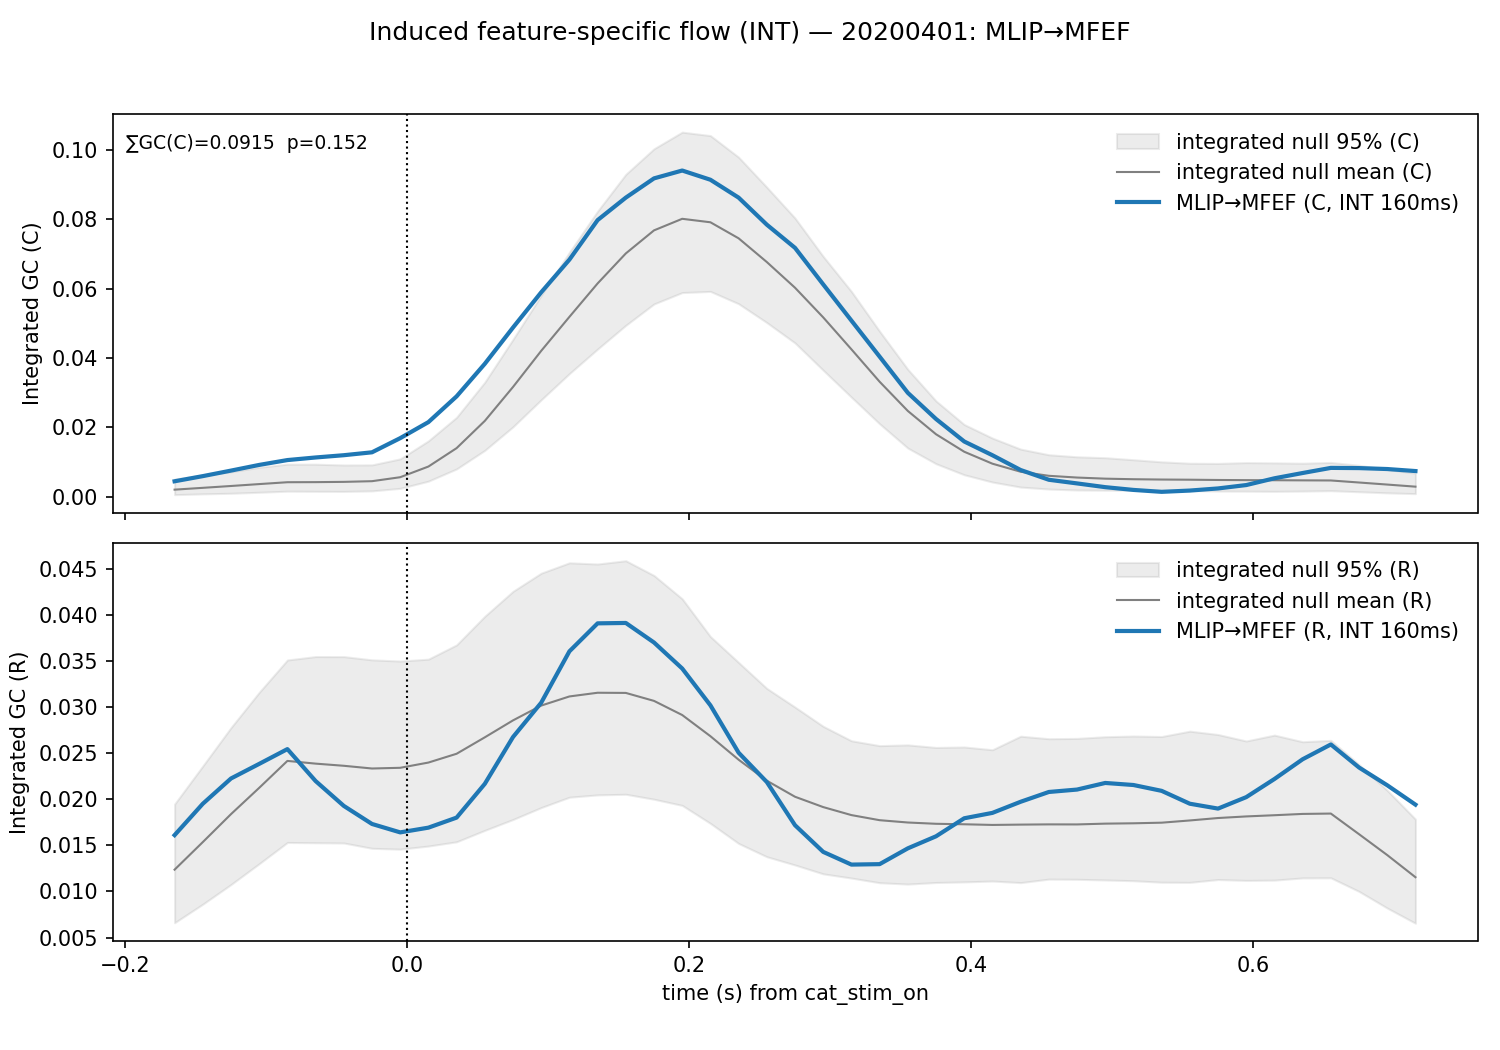 Induced feature-specific flow (INT) — 20200401: MLIP→MFEF
∑GC(C)=0.0915  p=0.152
integrated null 95% (C)
integrated null mean (C)
MLIP→MFEF (C, INT 160ms)
Integrated GC (C)
0.10
0.08
0.06
0.04
0.02
0.00
integrated null 95% (R)
integrated null mean (R)
MLIP→MFEF (R, INT 160ms)
Integrated GC (R)
0.045
0.040
0.035
0.030
0.025
0.020
0.015
0.010
0.005
−0.2
0.0
0.2
0.4
0.6
time (s) from cat_stim_on